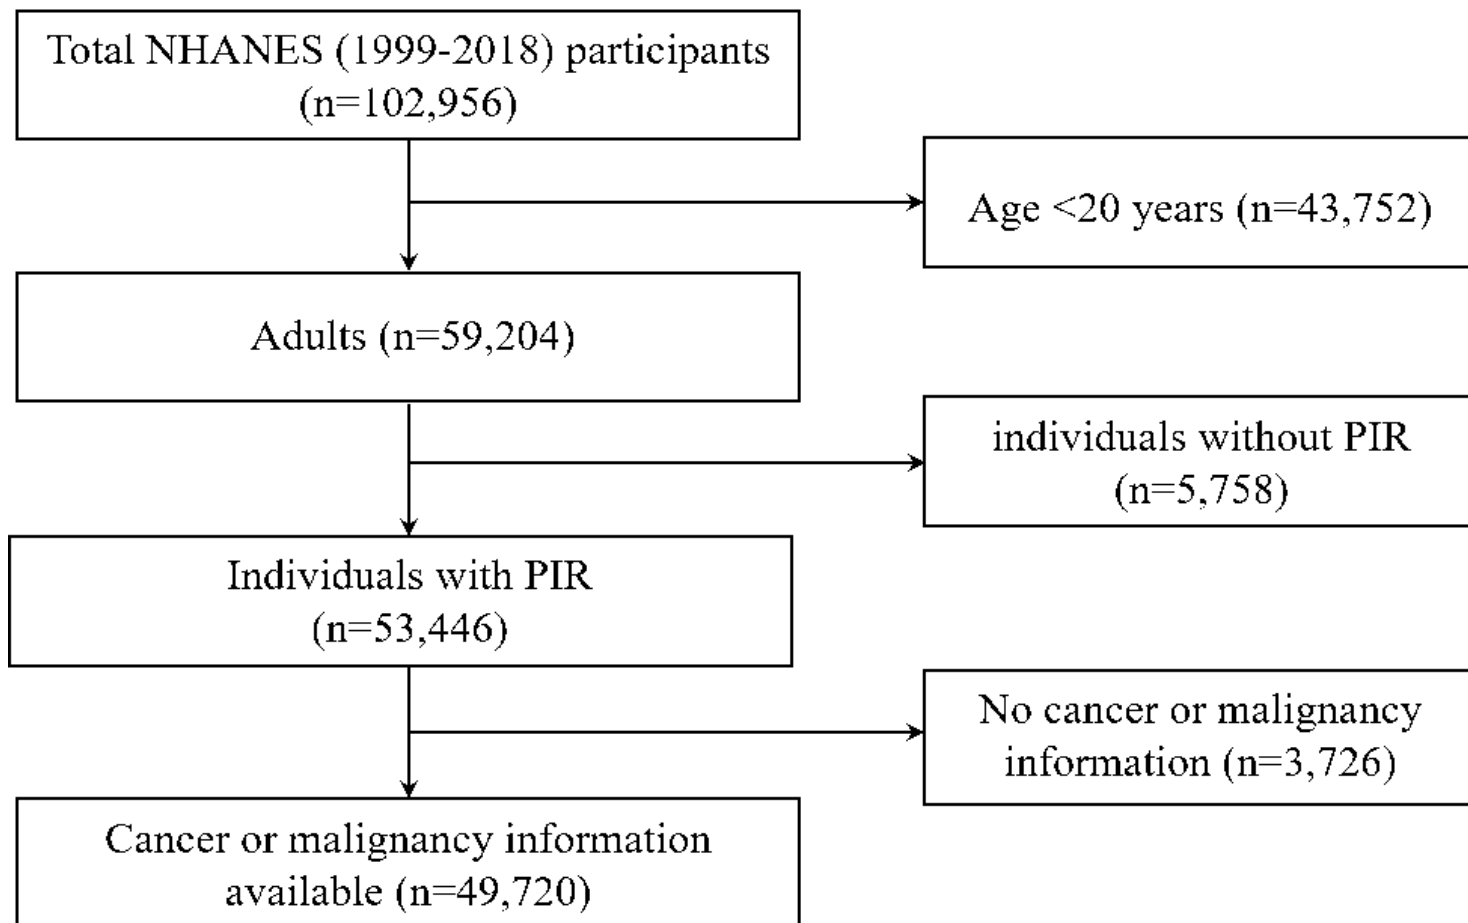 Total NHANES (1999-2018) participants
(n=102,956)
Age <20 years (n=43,752)
Adults (n=59,204)
individuals without PIR
(n=5,758)
Individuals with PIR
(n=53,446)
No cancer or malignancy
information (n=3,726)
Cancer or malignancy information
available (n=49,720)